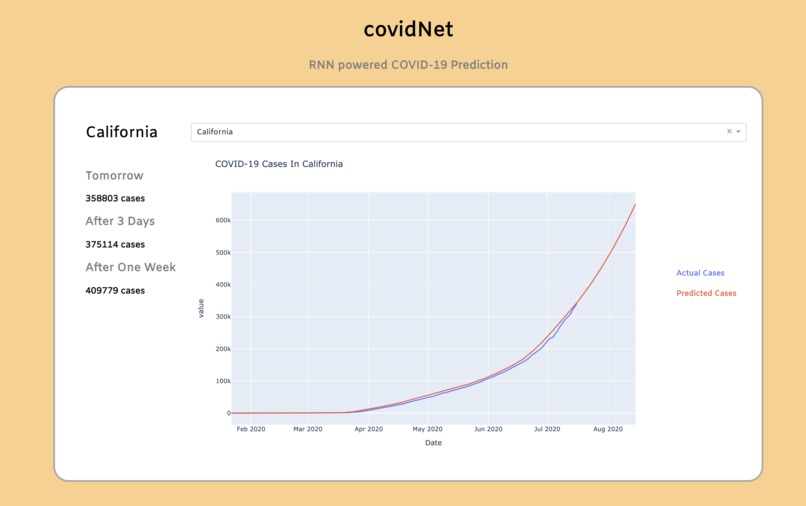 covidNet
RNN powered COVID-19 Prediction
California
California
× 
Tomorrow
358803 cases
After 3 Days
375114 cases
After One Week
409779 cases
COVID-19 Cases In California
value
600k
500k
400k
300k
200k
100k
0
Feb 2020 Mar 2020 Apr 2020 May 2020 Jun 2020 Jul 2020 Aug 2020
Date
Actual Cases
Predicted Cases